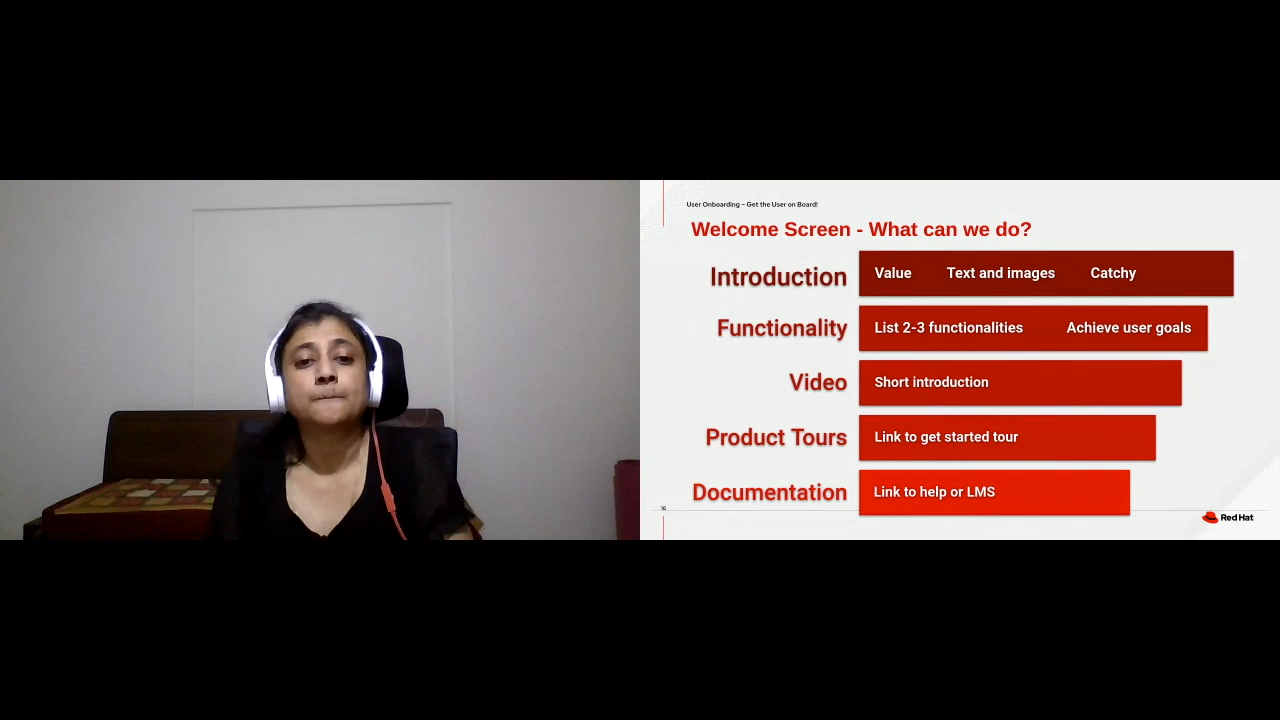 User Onboarding – Get the User on Board!
Welcome Screen - What can we do?
Introduction
Value Text and images Catchy
Functionality
List 2-3 functionalities Achieve user goals
Video
Short introduction
Product Tours
Link to get started tour
Documentation
Link to help or LMS
16
Red Hat